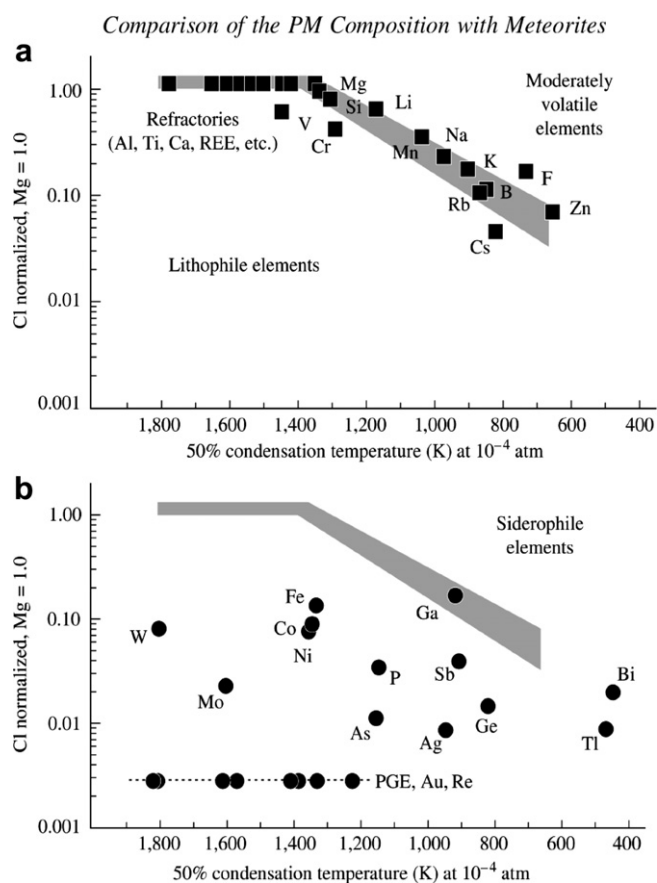 Comparison of the PM Composition with Meteorites
a
Moderately
volatile
elements
Refractories
(Al, Ti, Ca, REE, etc.)
Mg
Si
Li
V
Cr
Na
Mn
K
F
B
Rb
Zn
Cs
Lithophile elements
CI normalized, Mg = 1.0
1.00
0.10
0.01
0.001
1,800 1,600 1,400 1,200 1,000 800 600 400
50% condensation temperature (K) at 10⁻⁴ atm
b
Siderophile
elements
Fe
Ga
W
Co
Ni
P
Sb
Bi
Mo
As
Ag
Ge
Tl
PGE, Au, Re
CI normalized, Mg = 1.0
1.00
0.10
0.01
0.001
1,800 1,600 1,400 1,200 1,000 800 600 400
50% condensation temperature (K) at 10⁻⁴ atm